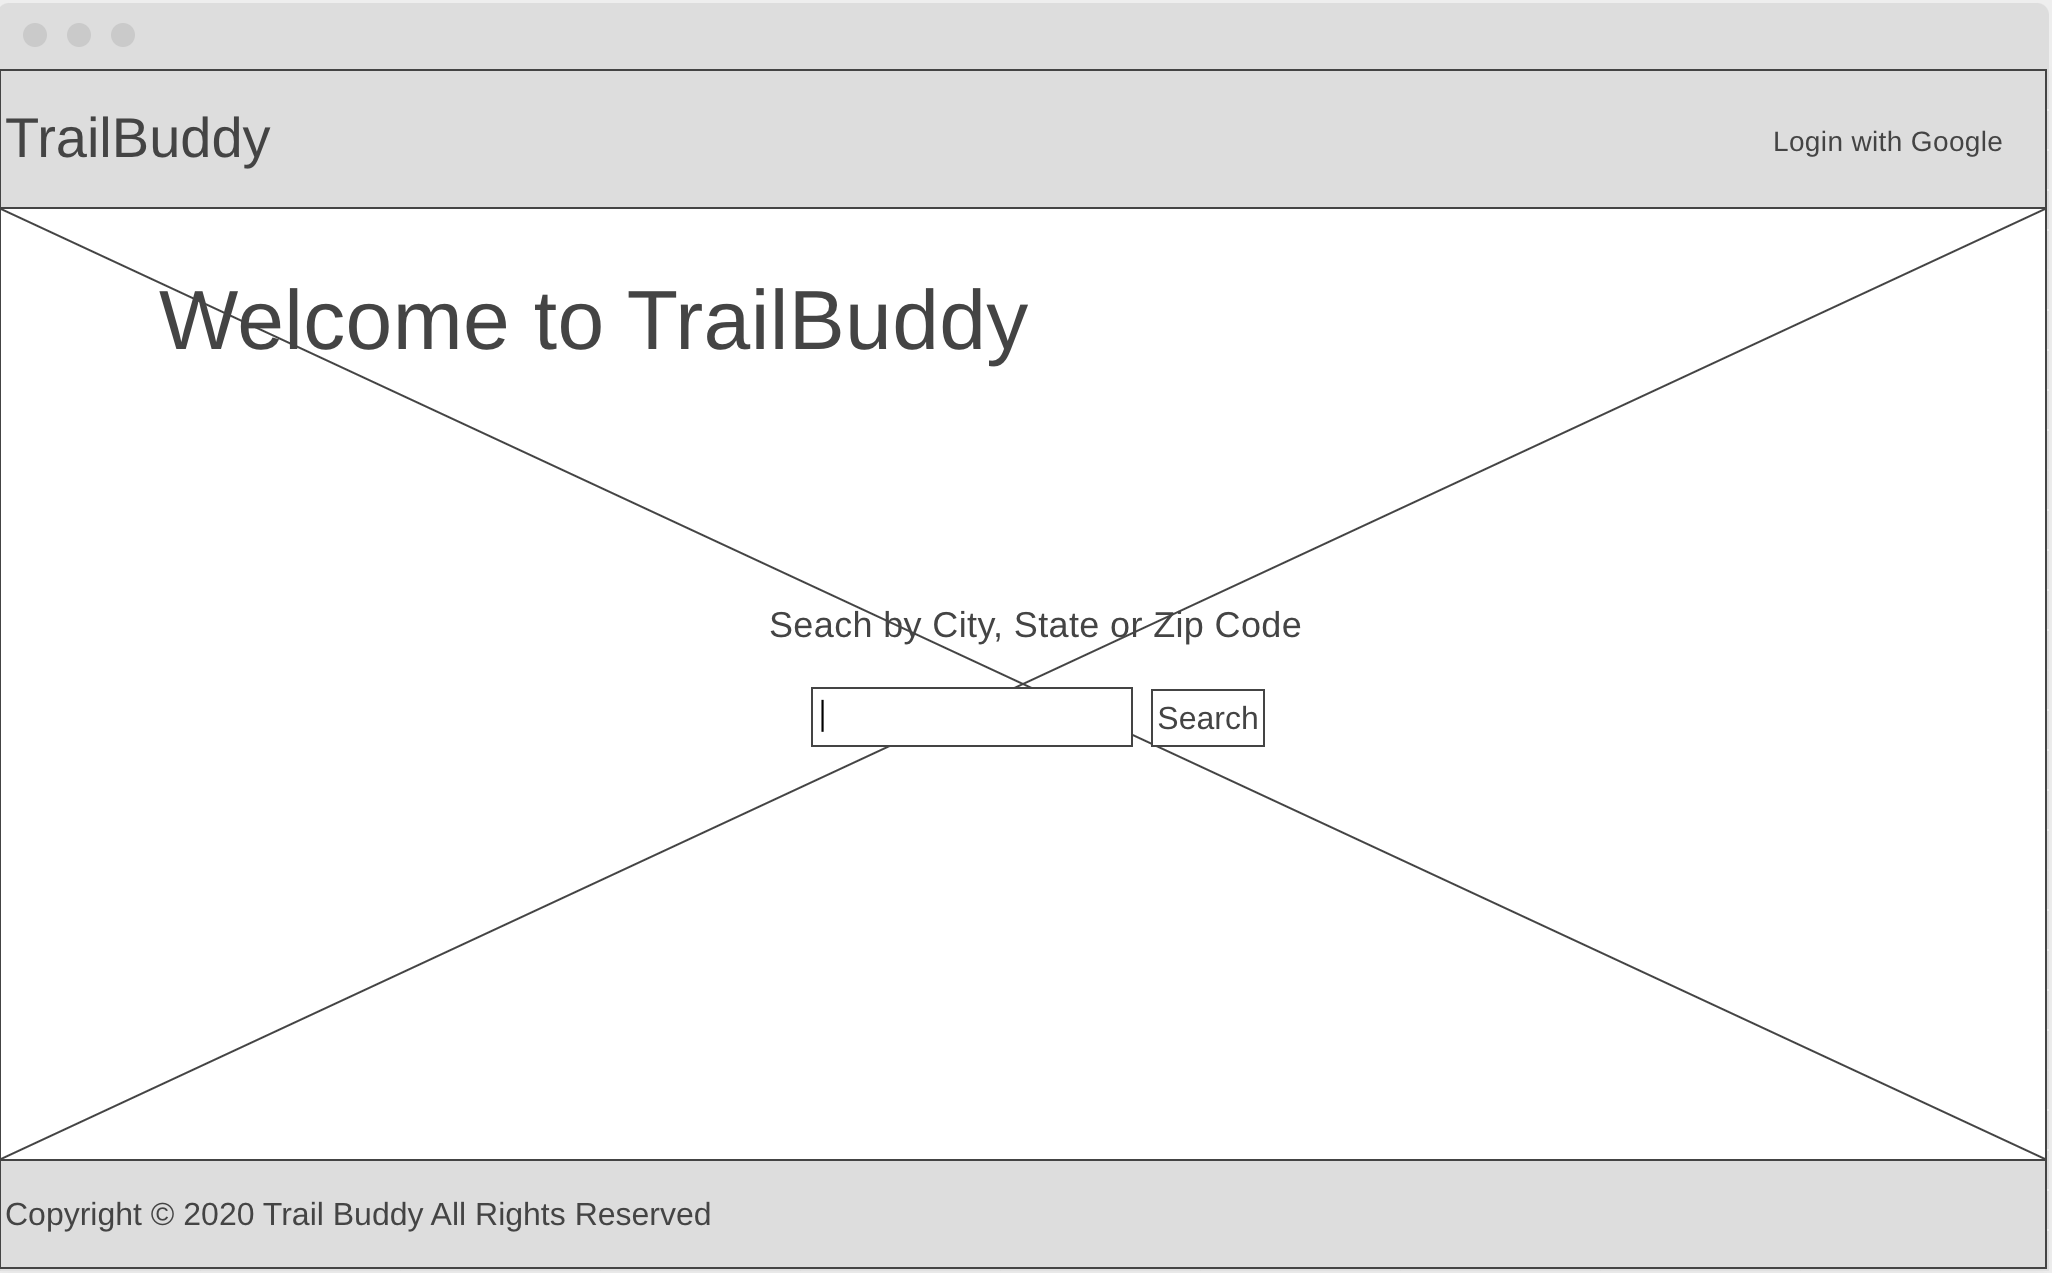 TrailBuddy
Login with Google
Welcome to TrailBuddy
Seach by City, State or Zip Code
Search
Copyright © 2020 Trail Buddy All Rights Reserved